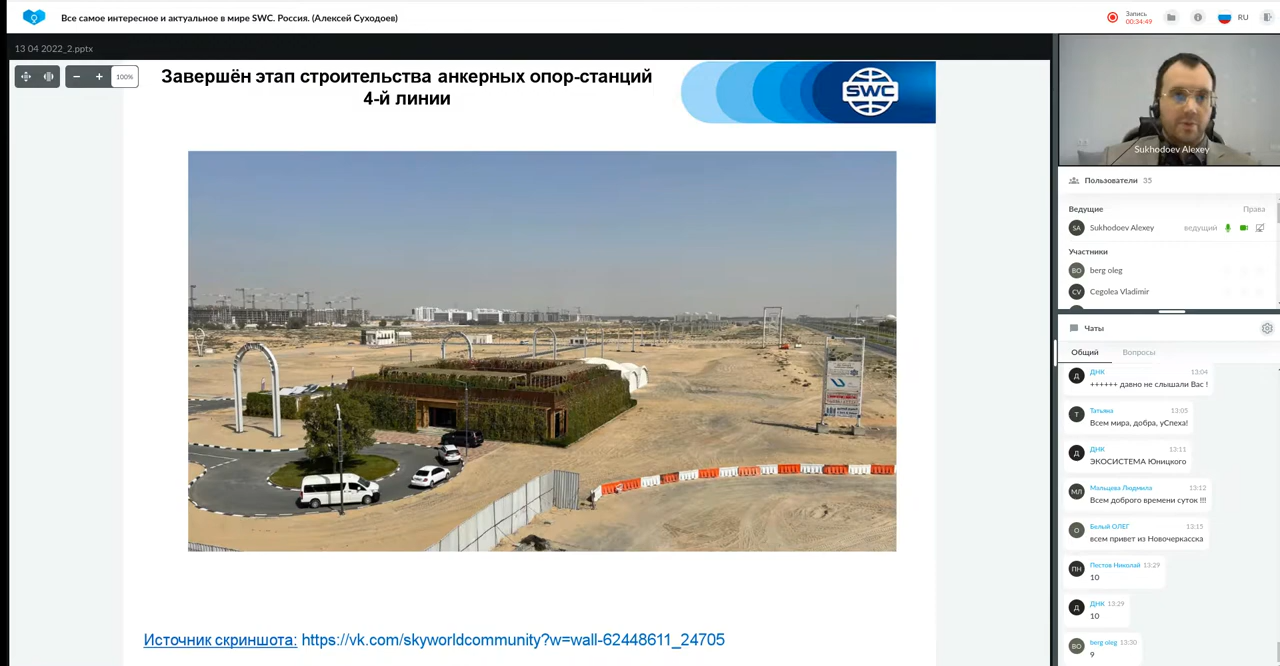 Все самое интересное и актуальное в мире SWC. Россия. (Алексей Суходоев)
Запись
00:34:49
RU
13 04 2022_2.pptx
100%
Завершён этап строительства анкерных опор-станций
4-й линии
SWC
Источник скриншота: https://vk.com/skyworldcommunity?w=wall-62448611_24705
Sukhodoev Alexey
Пользователи 35
Ведущие Права
SA Sukhodoev Alexey ведущий
Участники
BO berg oleg
CV Cegolea Vladimir
Чаты
Общий Вопросы
Д ДНК 13:04
++++++ давно не слышали Вас !
Т Татьяна 13:05
Всем мира, добра, уСпеха!
Д ДНК 13:11
ЭКОСИСТЕМА Юницкого
МЛ Мальцева Людмила 13:12
Всем доброго времени суток !!!
О Белый ОЛЕГ 13:15
всем привет из Новочеркасска
ПН Пестов Николай 13:29
10
Д ДНК 13:29
10
BO berg oleg 13:30
9